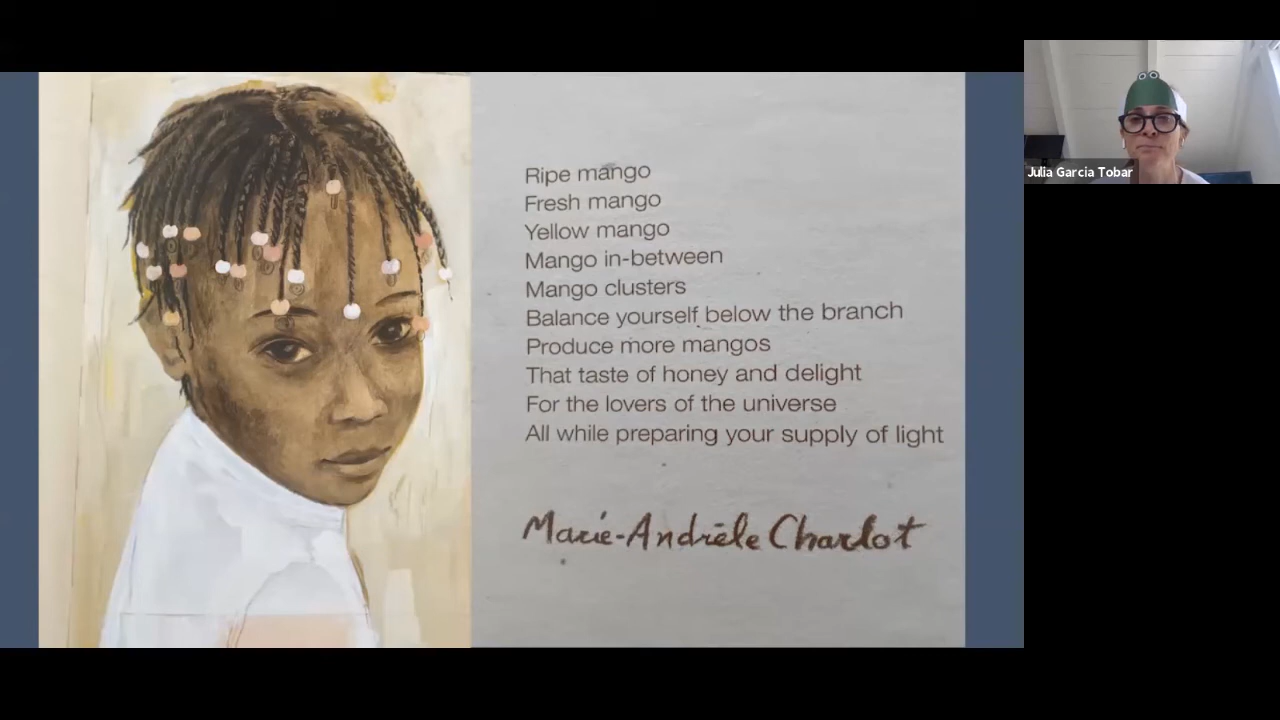 Ripe mango
Fresh mango
Yellow mango
Mango in-between
Mango clusters
Balance yourself below the branch
Produce more mangos
That taste of honey and delight
For the lovers of the universe
All while preparing your supply of light
Marie-Andrèle Charlot
Julia Garcia Tobar